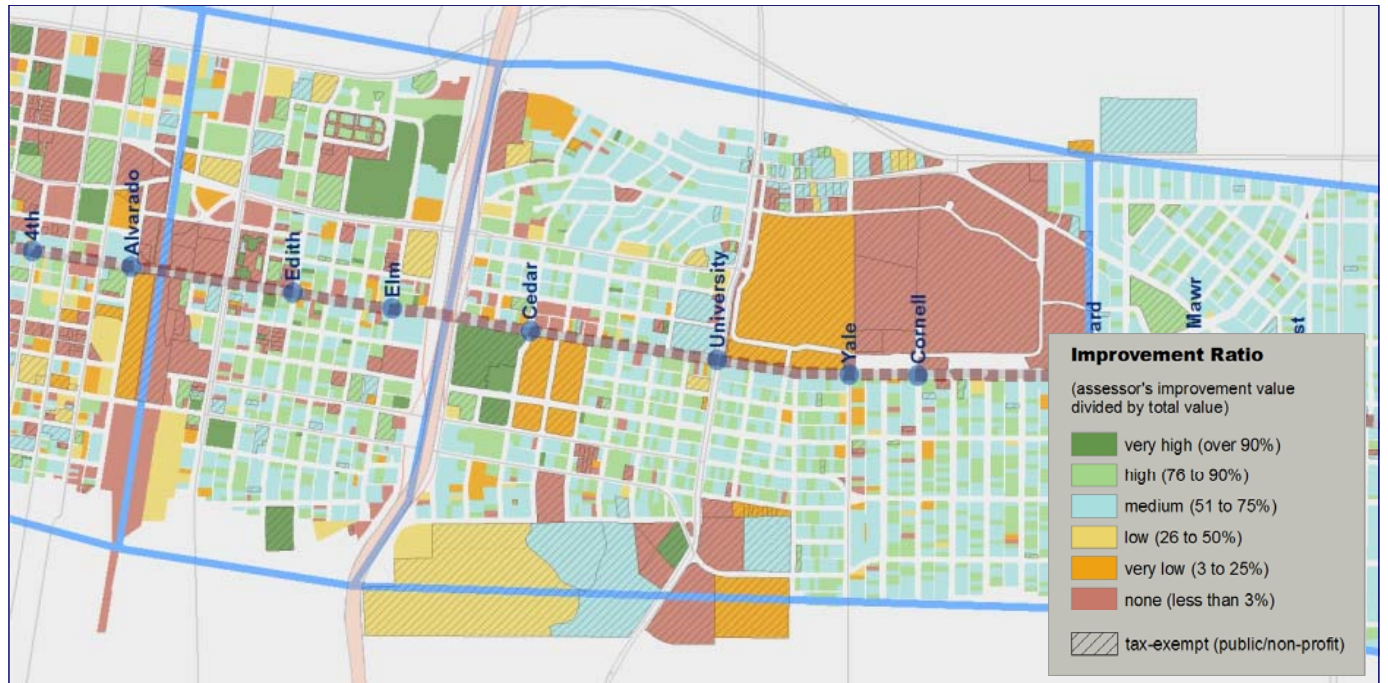 4th
Alvarado
Edith
Elm
Cedar
University
Yale
Cornell
ard
Mawr
st
Improvement Ratio
(assessor's improvement value
divided by total value)
very high (over 90%)
high (76 to 90%)
medium (51 to 75%)
low (26 to 50%)
very low (3 to 25%)
none (less than 3%)
tax-exempt (public/non-profit)